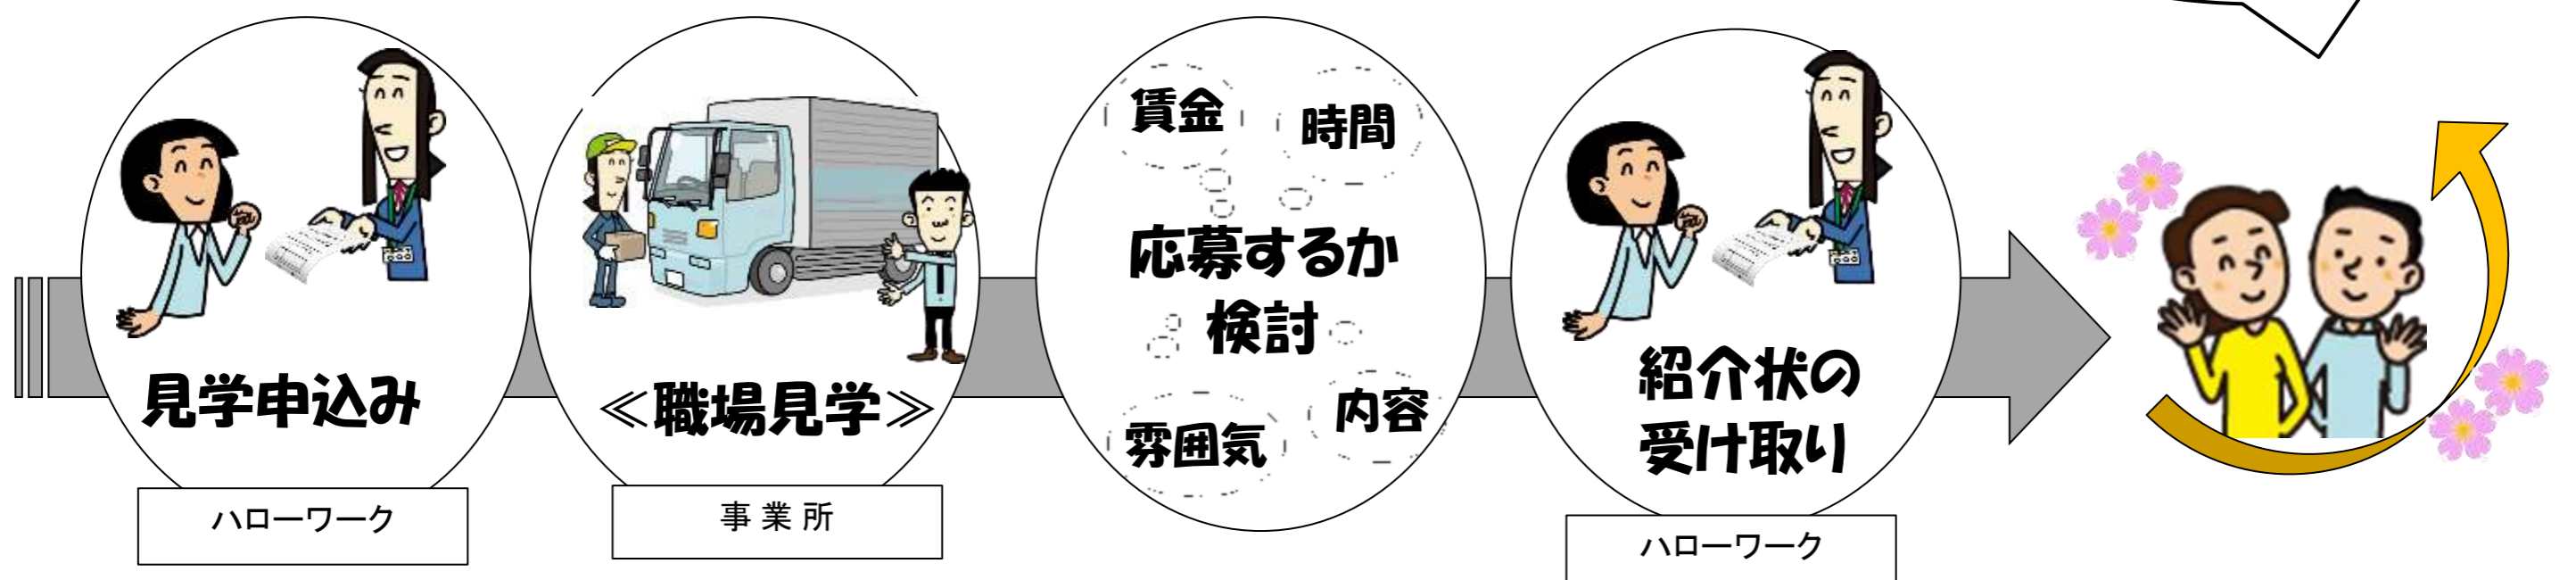 見学申込み
ハローワーク
≪職場見学≫
事業所
賃金
時間
応募するか
検討
雰囲気
内容
紹介状の
受け取り
ハローワーク